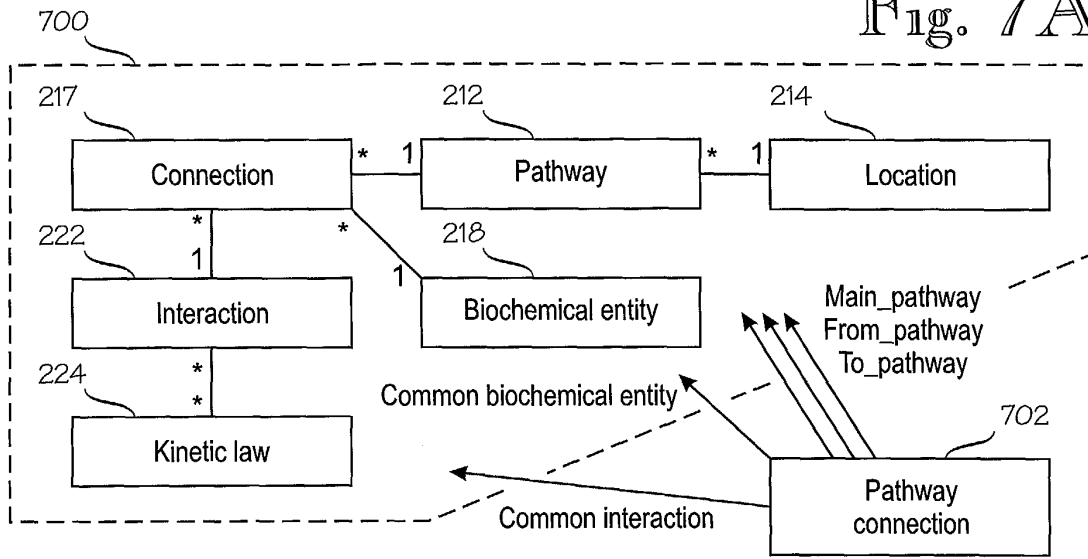 Fig. 7A
700
217
212
214
Connection
* 1
Pathway
* 1
Location
*
1
*
1
222
218
Interaction
Biochemical entity
Main_pathway
From_pathway
To_pathway
*
*
224
Common biochemical entity
702
Kinetic law
Pathway
connection
Common interaction